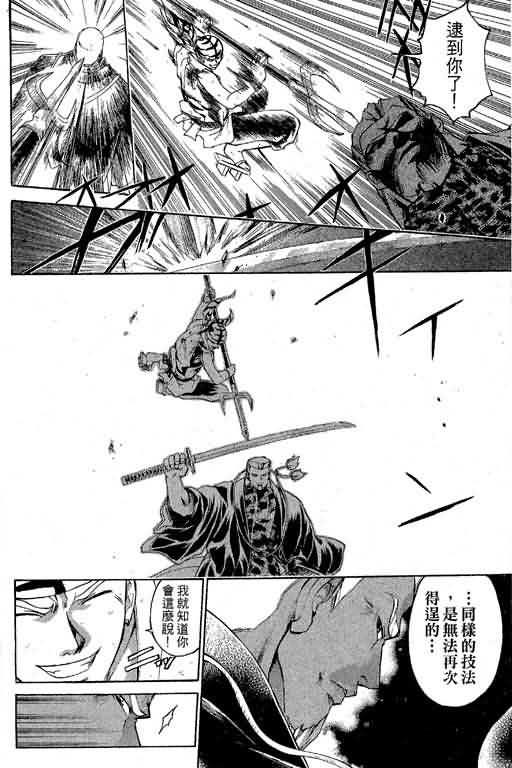 逮到你了！
…同樣的技法
，是無法再次
得逞的…
我就知道你
會這麼說！